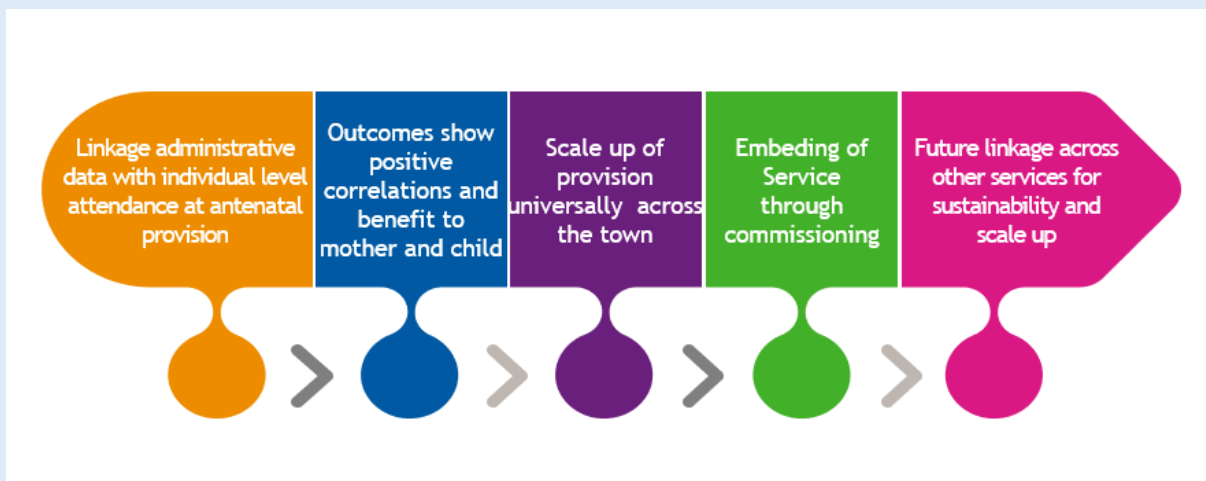 Linkage administrative
data with individual level
attendance at antenatal
provision
Outcomes show
positive
correlations and
benefit to
mother and child
Scale up of
provision
universally across
the town
Embeding of
Service
through
commissioning
Future linkage across
other services for
sustainability and
scale up